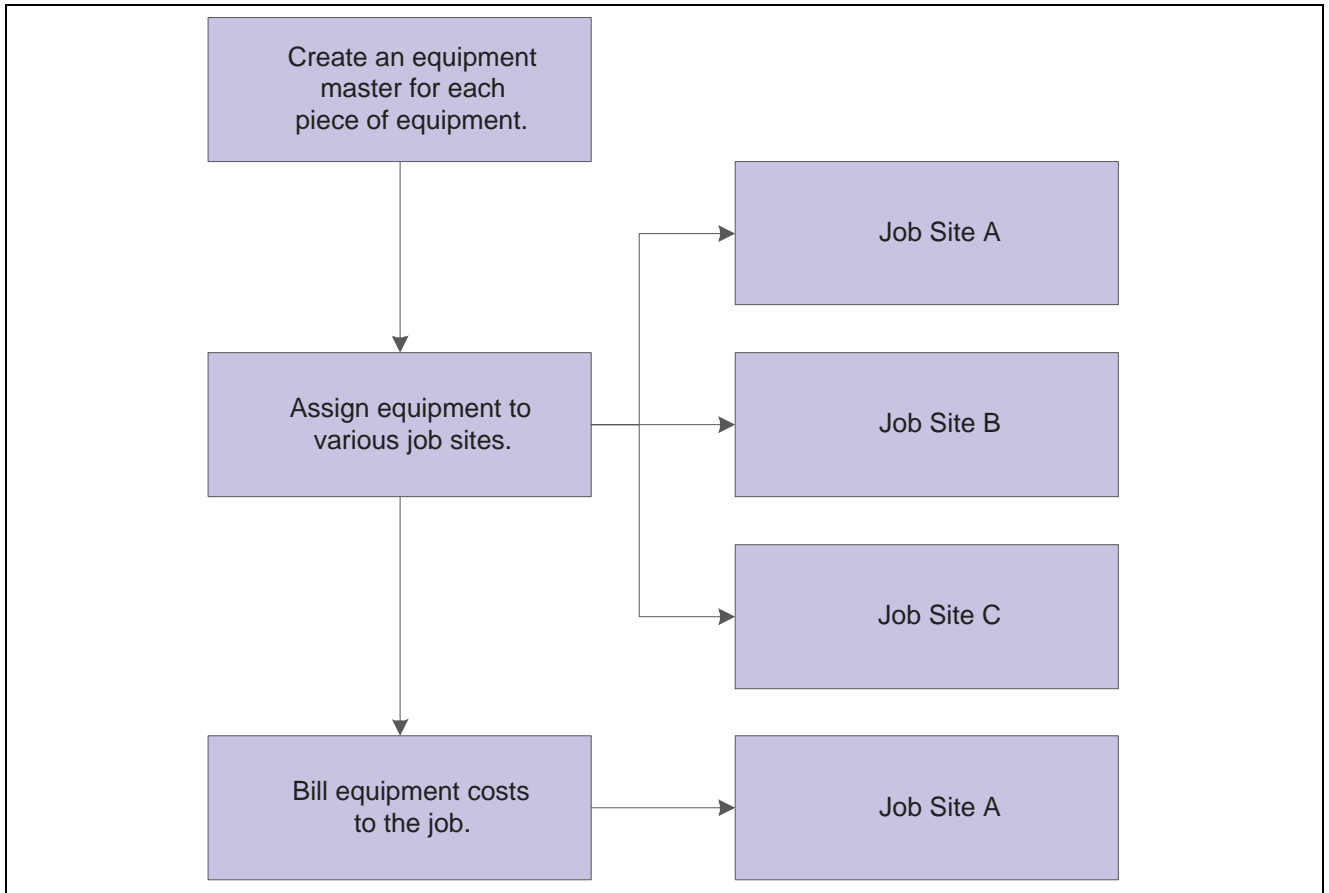 Create an equipment
master for each
piece of equipment.
Job Site A
Assign equipment to
various job sites.
Job Site B
Job Site C
Bill equipment costs
to the job.
Job Site A